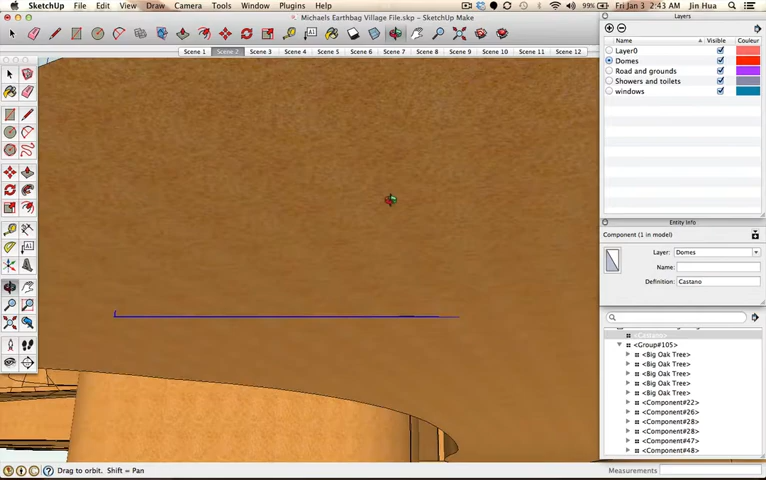 SketchUp File Edit View Draw Camera Tools Window Plugins Help 99% Fri Jan 3 2:43 AM Jin Hua
Michaels Earthbag Village File.skp - SketchUp Make
Scene 1 Scene 2 Scene 3 Scene 4 Scene 5 Scene 6 Scene 7 Scene 8 Scene 9 Scene 10 Scene 11 Scene 12
Layers
Name Visible Couleur
Layer0
Domes
Road and grounds
Showers and toilets
windows
Entity Info
Component (1 in model)
Layer: Domes
Name:
Definition: Castano
<Castano>
<Group#105>
<Big Oak Tree>
<Big Oak Tree>
<Big Oak Tree>
<Big Oak Tree>
<Big Oak Tree>
<Component#22>
<Component#26>
<Component#28>
<Component#28>
<Component#47>
<Component#48>
Drag to orbit. Shift = Pan
Measurements